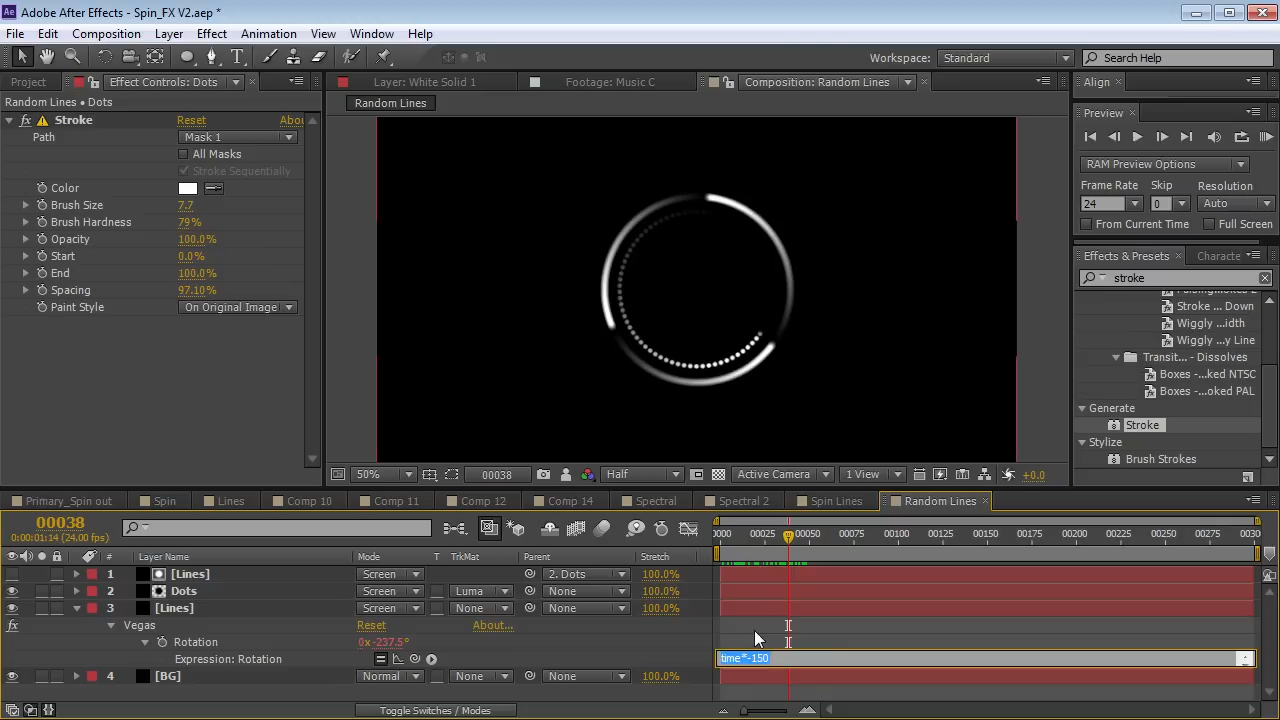 Adobe After Effects - Spin_FX V2.aep *
File Edit Composition Layer Effect Animation View Window Help
Workspace: Standard Search Help
Project Effect Controls: Dots Layer: White Solid 1 Footage: Music C Composition: Random Lines Align
Random Lines • Dots Random Lines
Stroke Reset Abou
Path Mask 1
All Masks
Stroke Sequentially
Color
Brush Size 7.7
Brush Hardness 79%
Opacity 100.0%
Start 0.0%
End 100.0%
Spacing 97.10%
Paint Style On Original Image
Preview
RAM Preview Options
Frame Rate Skip Resolution
24 0 Auto
From Current Time Full Screen
Effects & Presets Characte
stroke
Stroke ... Down
Wiggly ...idth
Wiggly ...y Line
Transit...- Dissolves
Boxes -...ked NTSC
Boxes -...oked PAL
Generate
Stroke
Stylize
Brush Strokes
50% 00038 Half Active Camera 1 View +0.0
Primary_Spin out Spin Lines Comp 10 Comp 11 Comp 12 Comp 14 Spectral Spectral 2 Spin Lines Random Lines
00038
0:00:01:14 (24.00 fps)
0000 00025 00050 00075 00100 00125 00150 00175 00200 00225 00250 00275 0030
# Layer Name Mode T TrkMat Parent Stretch
1 [Lines] Screen 2. Dots 100.0%
2 Dots Screen Luma None 100.0%
3 [Lines] Screen None None 100.0%
Vegas Reset About...
Rotation 0x-237.5°
Expression: Rotation time*-150
4 [BG] Normal None None 100.0%
Toggle Switches / Modes